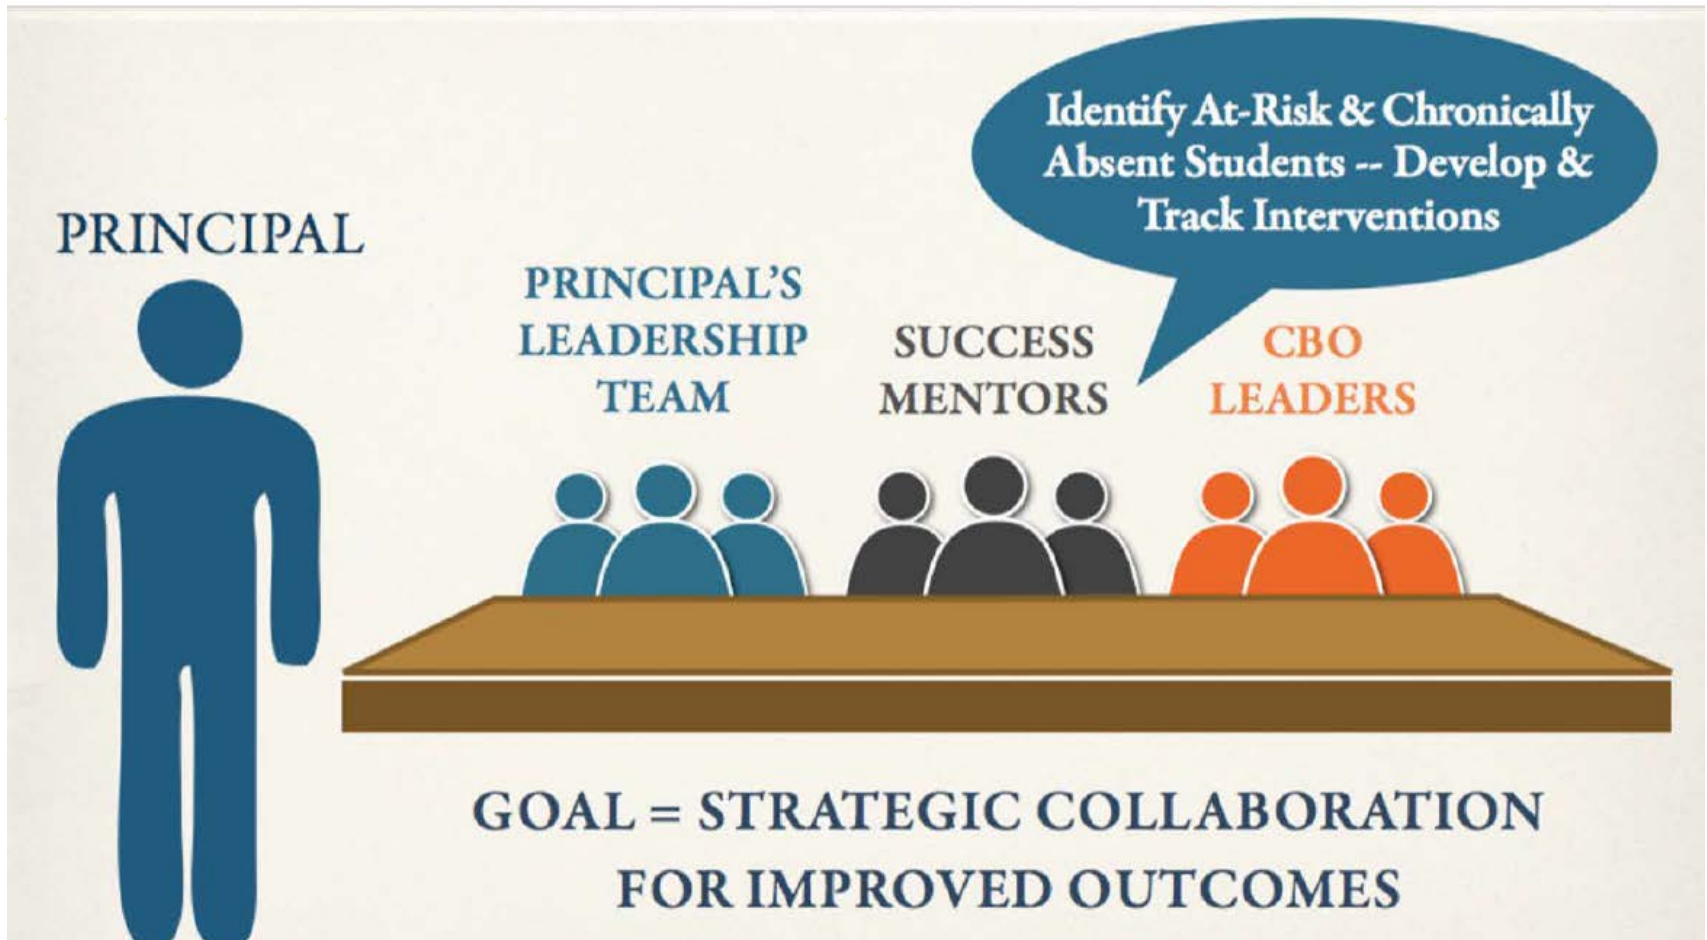 PRINCIPAL
PRINCIPAL'S
LEADERSHIP
TEAM
SUCCESS
MENTORS
Identify At-Risk & Chronically
Absent Students -- Develop &
Track Interventions
CBO
LEADERS
GOAL = STRATEGIC COLLABORATION
FOR IMPROVED OUTCOMES